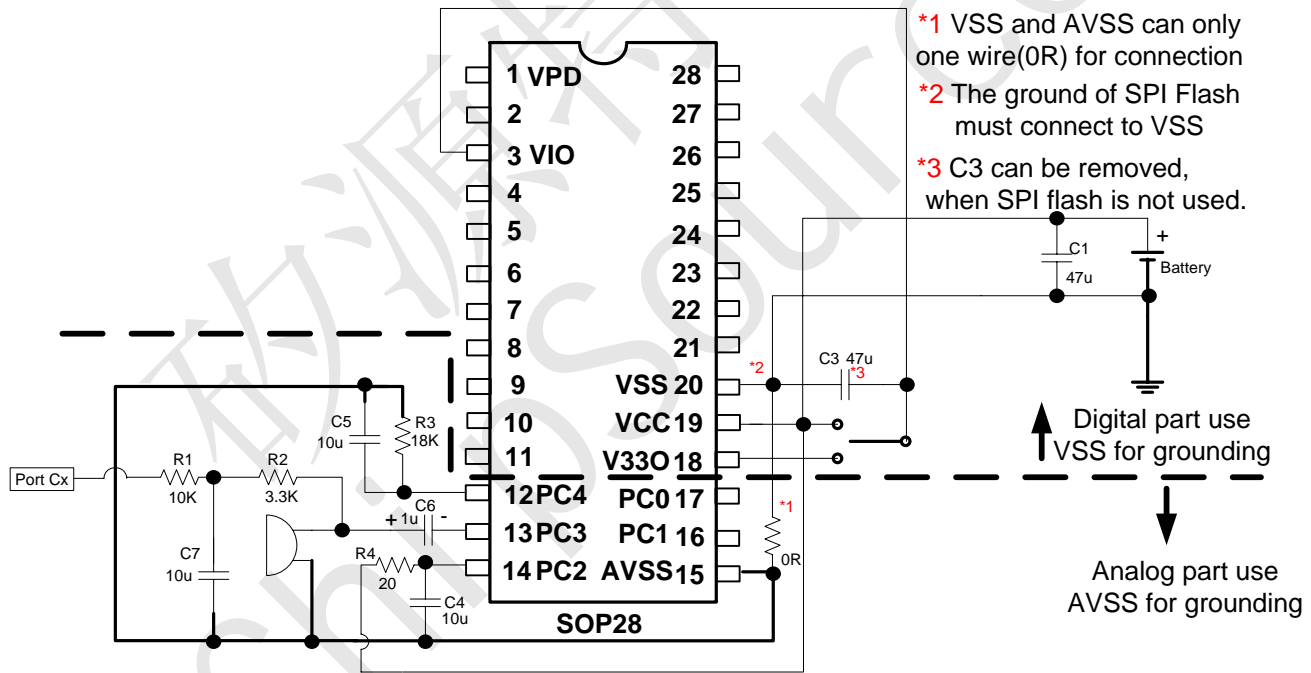 *1 VSS and AVSS can only
one wire(0R) for connection
*2 The ground of SPI Flash
must connect to VSS
*3 C3 can be removed,
when SPI flash is not used.
1 VPD
2
3 VIO
4
5
6
7
8
9
10
11
12 PC4
13 PC3
14 PC2
28
27
26
25
24
23
22
21
VSS 20
VCC 19
V33O 18
PC0 17
PC1 16
AVSS 15
SOP28
C1
47u
+
Battery
*2
C3 47u
*3
*1
0R
Digital part use
VSS for grounding
Analog part use
AVSS for grounding
Port Cx
R1
10K
R2
3.3K
C5
10u
R3
18K
C6
+ 1u -
C7
10u
R4
20
C4
10u
矽源特
ChipSourc